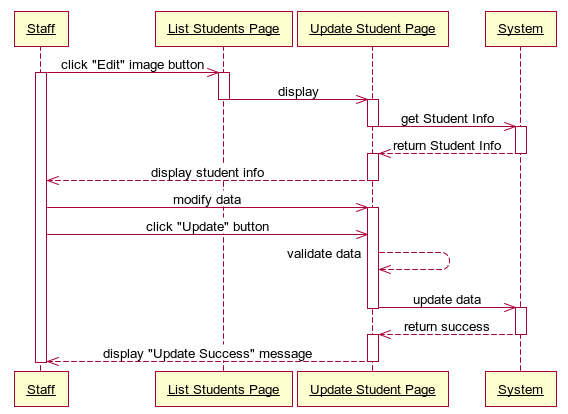 Staff
List Students Page
Update Student Page
System
click "Edit" image button
display
get Student Info
return Student Info
display student info
modify data
click "Update" button
validate data
update data
return success
display "Update Success" message
Staff
List Students Page
Update Student Page
System